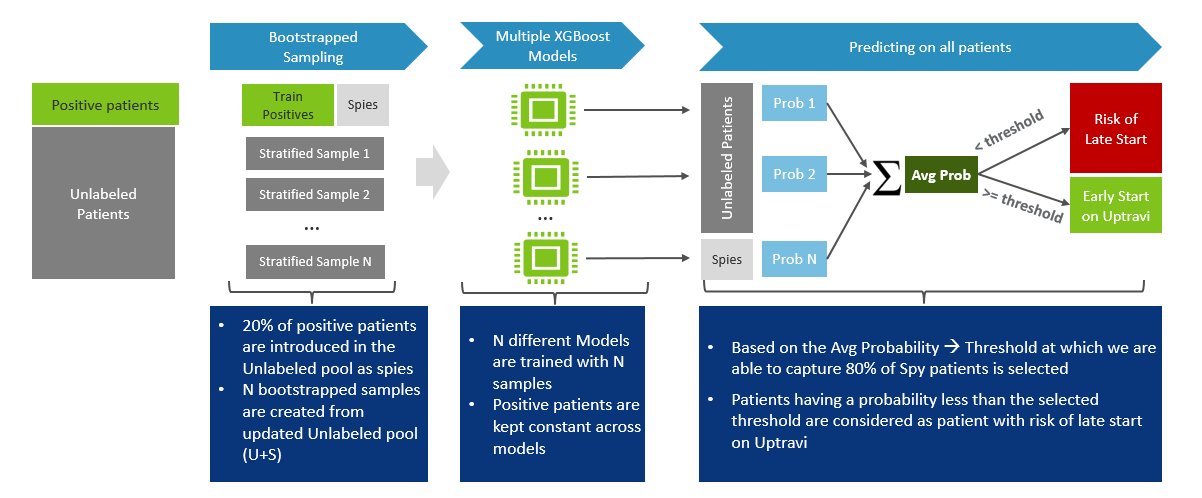 Bootstrapped
Sampling
Multiple XGBoost
Models
Predicting on all patients
Positive patients
Unlabeled
Patients
Train
Positives
Spies
Stratified Sample 1
Stratified Sample 2
...
Stratified Sample N
...
Unlabeled Patients
Spies
Prob 1
Prob 2
Prob N
∑
Avg Prob
< threshold
>= threshold
Risk of
Late Start
Early Start
on Uptravi
• 20% of positive patients
are introduced in the
Unlabeled pool as spies
• N bootstrapped samples
are created from
updated Unlabeled pool
(U+S)
• N different Models
are trained with N
samples
• Positive patients are
kept constant across
models
• Based on the Avg Probability → Threshold at which we are
able to capture 80% of Spy patients is selected
• Patients having a probability less than the selected
threshold are considered as patient with risk of late start
on Uptravi